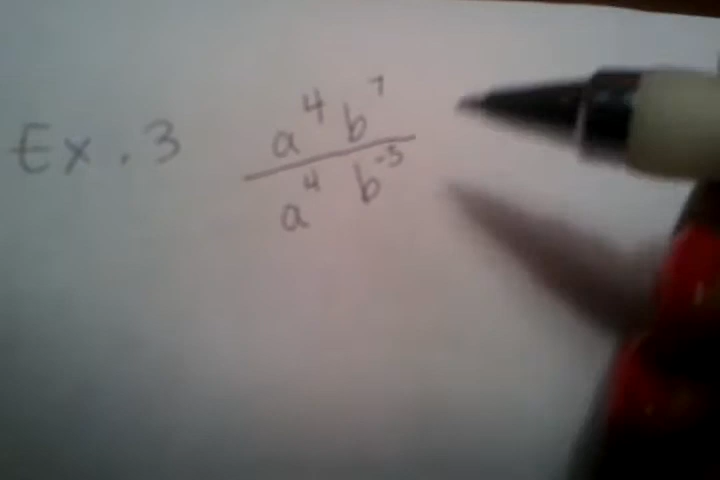 Ex. 3
a⁴ b⁷
a⁴ b⁻³